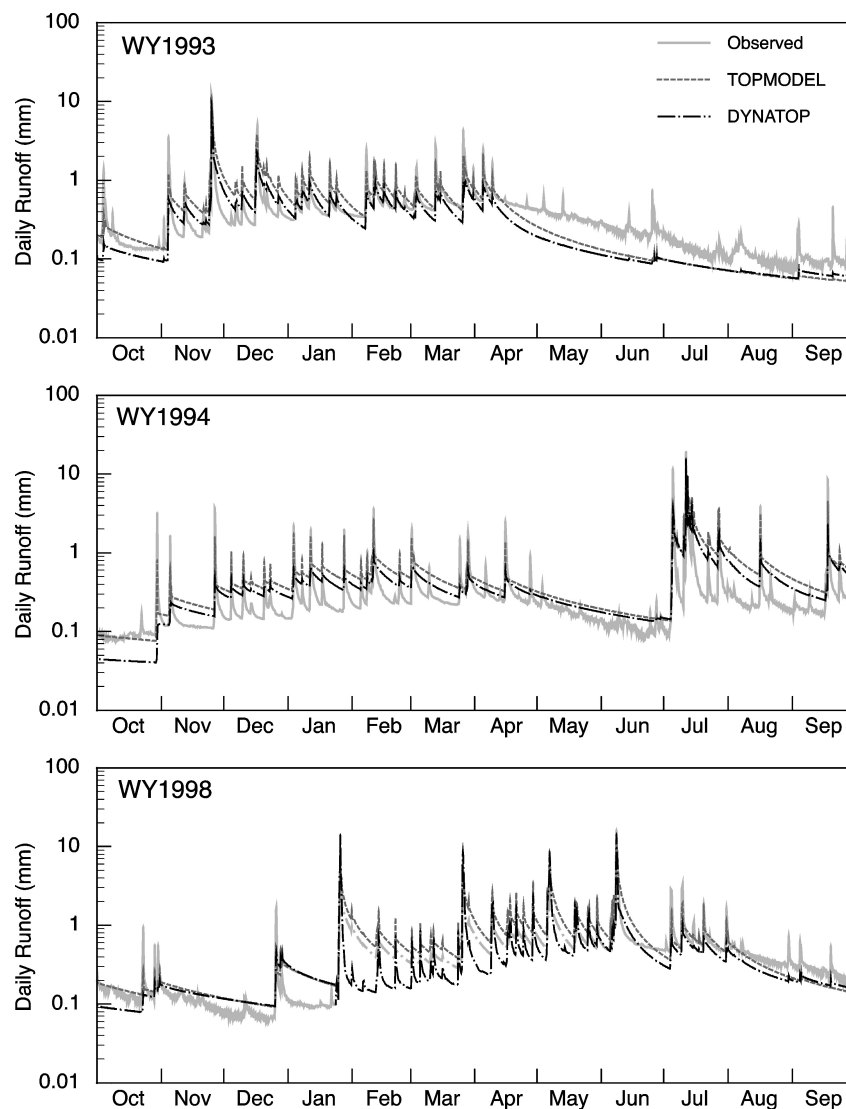 WY1993
Observed
TOPMODEL
DYNATOP
Daily Runoff (mm)
100
10
1
0.1
0.01
Oct Nov Dec Jan Feb Mar Apr May Jun Jul Aug Sep
WY1994
Daily Runoff (mm)
100
10
1
0.1
0.01
Oct Nov Dec Jan Feb Mar Apr May Jun Jul Aug Sep
WY1998
Daily Runoff (mm)
100
10
1
0.1
0.01
Oct Nov Dec Jan Feb Mar Apr May Jun Jul Aug Sep